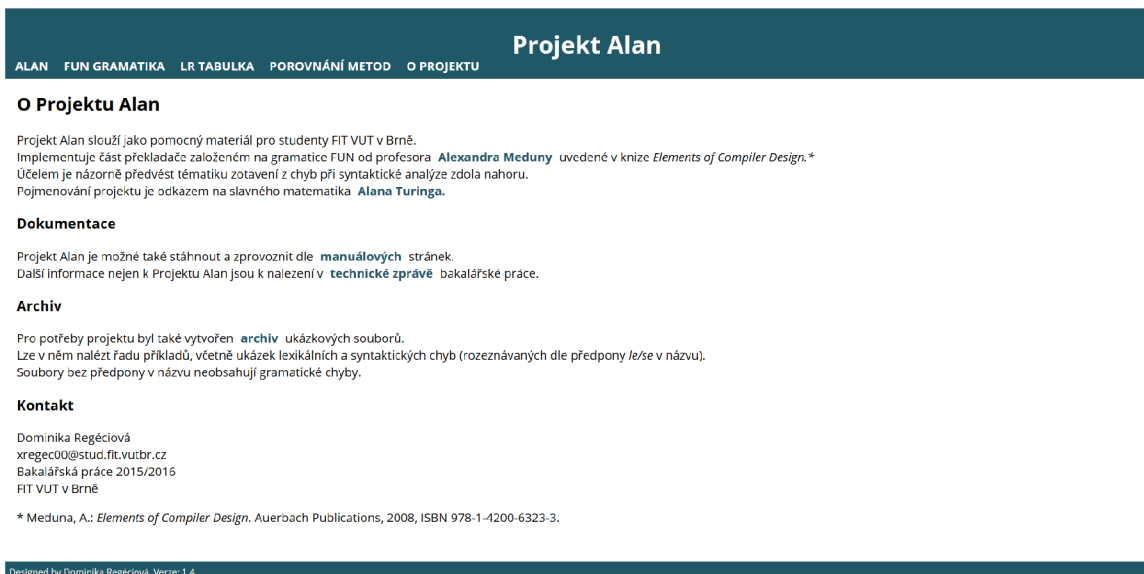 Projekt Alan
ALAN FUN GRAMATIKA LR TABULKA POROVNÁNÍ METOD O PROJEKTU
O Projektu Alan
Projekt Alan slouží jako pomocný materiál pro studenty FIT VUT v Brně.
Implementuje část překladače založeném na gramatice FUN od profesora Alexandra Meduny uvedené v knize Elements of Compiler Design.*
Účelem je názorně předvést tématiku zotavení z chyb při syntaktické analýze zdola nahoru.
Pojmenování projektu je odkazem na slavného matematika Alana Turinga.
Dokumentace
Projekt Alan je možné také stáhnout a zprovoznit dle manuálových stránek.
Další informace nejen k Projektu Alan jsou k nalezení v technické zprávě bakalářské práce.
Archiv
Pro potřeby projektu byl také vytvořen archiv ukázkových souborů.
Lze v něm nalézt řadu příkladů, včetně ukázek lexikálních a syntaktických chyb (rozeznávaných dle předpony le/se v názvu).
Soubory bez předpony v názvu neobsahují gramatické chyby.
Kontakt
Dominika Regéciová
xregec00@stud.fit.vutbr.cz
Bakalářská práce 2015/2016
FIT VUT v Brně
* Meduna, A.: Elements of Compiler Design. Auerbach Publications, 2008, ISBN 978-1-4200-6323-3.
Designed by Dominika Regéciová, Verze: 1.4